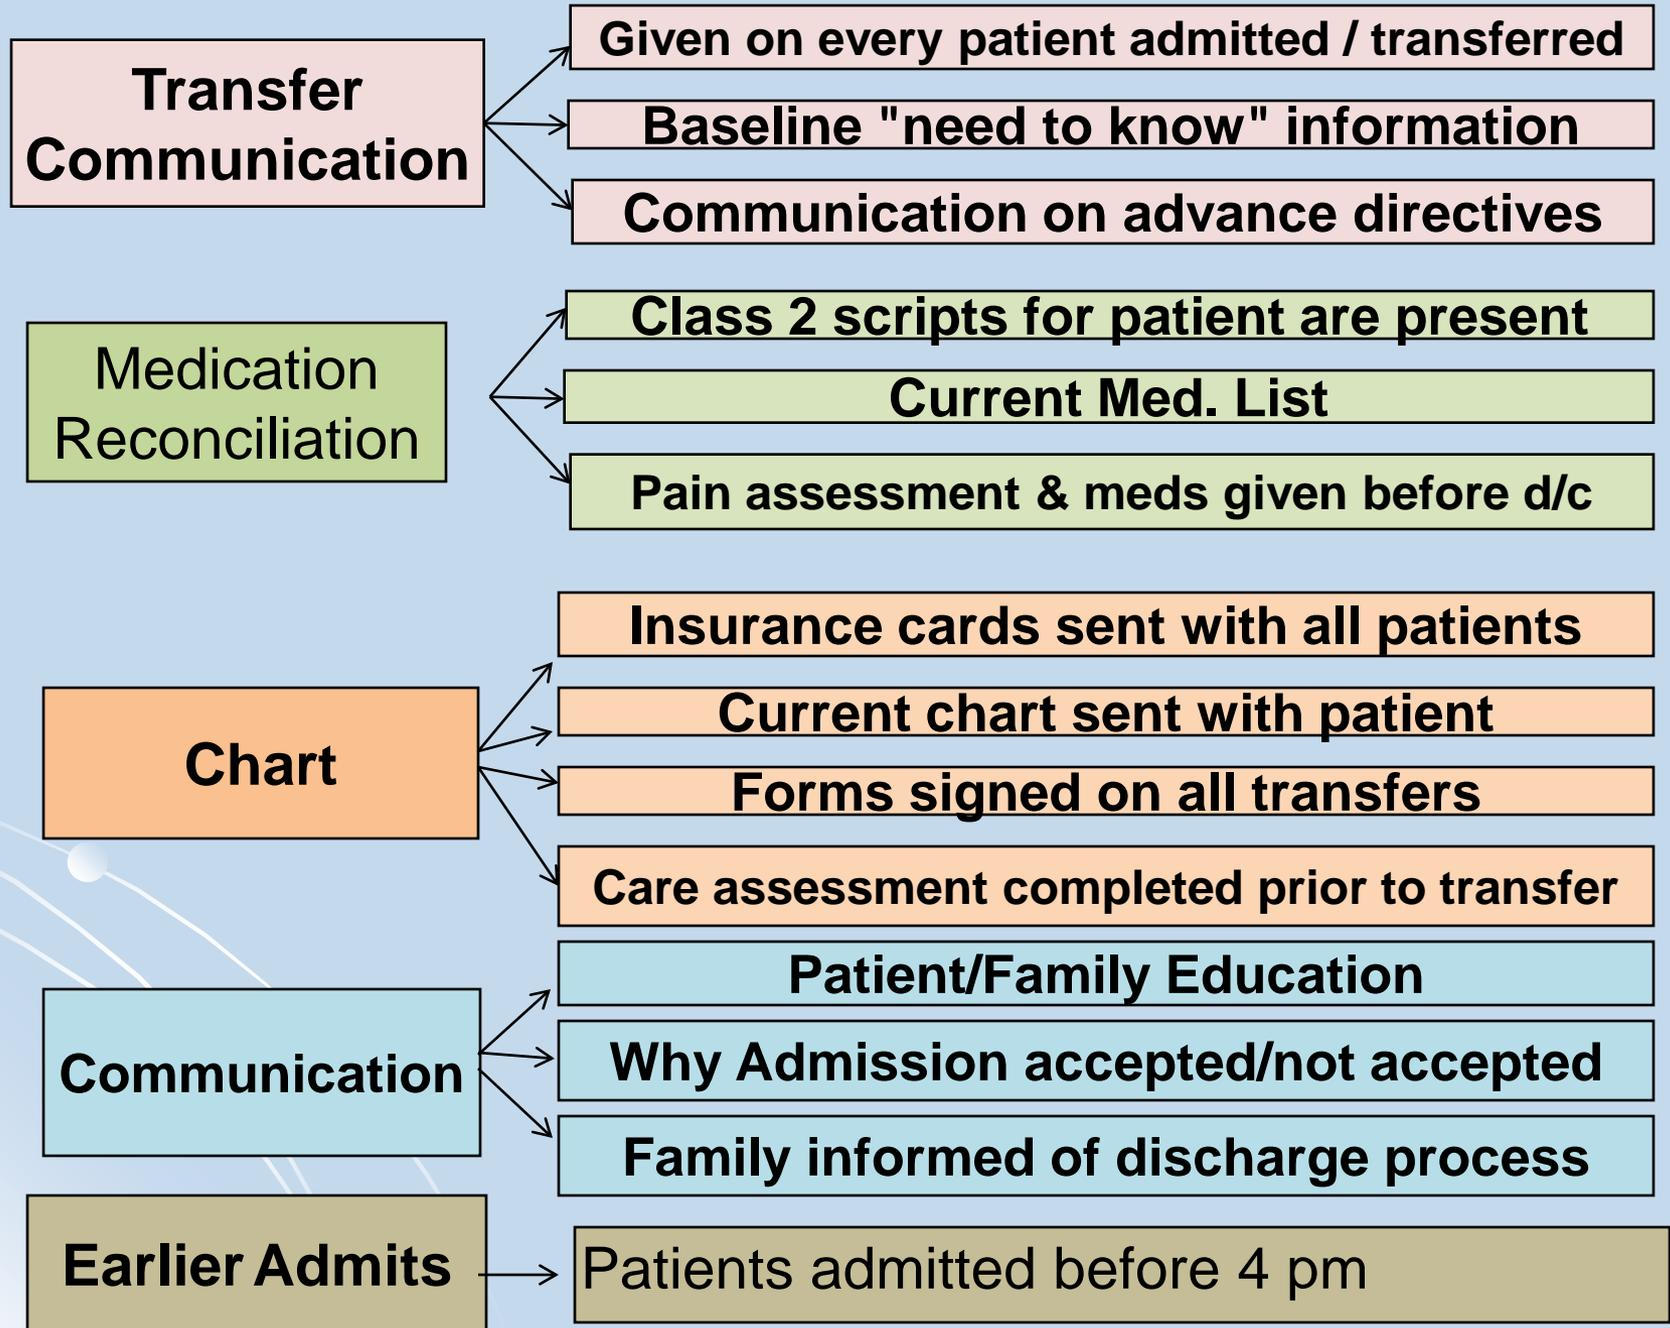 Transfer
Communication
Given on every patient admitted / transferred
Baseline "need to know" information
Communication on advance directives
Medication
Reconciliation
Class 2 scripts for patient are present
Current Med. List
Pain assessment & meds given before d/c
Chart
Insurance cards sent with all patients
Current chart sent with patient
Forms signed on all transfers
Care assessment completed prior to transfer
Communication
Patient/Family Education
Why Admission accepted/not accepted
Family informed of discharge process
Earlier Admits
Patients admitted before 4 pm